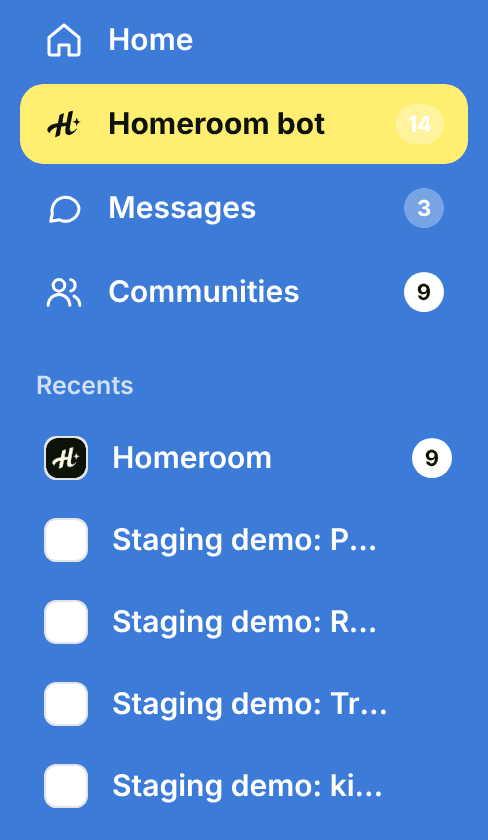 Home
Homeroom bot 14
Messages 3
Communities 9
Recents
Homeroom 9
Staging demo: P...
Staging demo: R...
Staging demo: Tr...
Staging demo: ki...